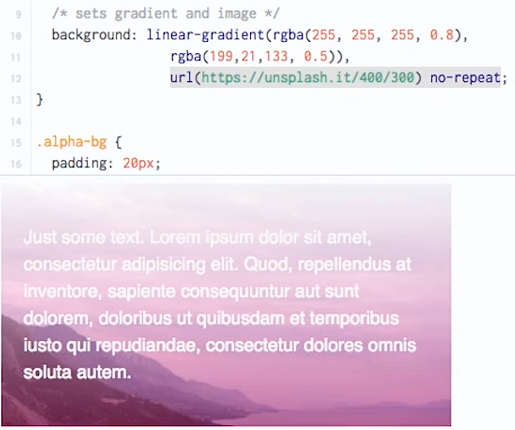 9 /* sets gradient and image */
10 background: linear-gradient(rgba(255, 255, 255, 0.8),
11 rgba(199,21,133, 0.5)),
12 url(https://unsplash.it/400/300) no-repeat;
13 }
14
15 .alpha-bg {
16 padding: 20px;
Just some text. Lorem ipsum dolor sit amet,
consectetur adipisicing elit. Quod, repellendus at
inventore, sapiente consequuntur aut sunt
dolorem, doloribus ut quibusdam et temporibus
iusto qui repudiandae, consectetur dolores omnis
soluta autem.